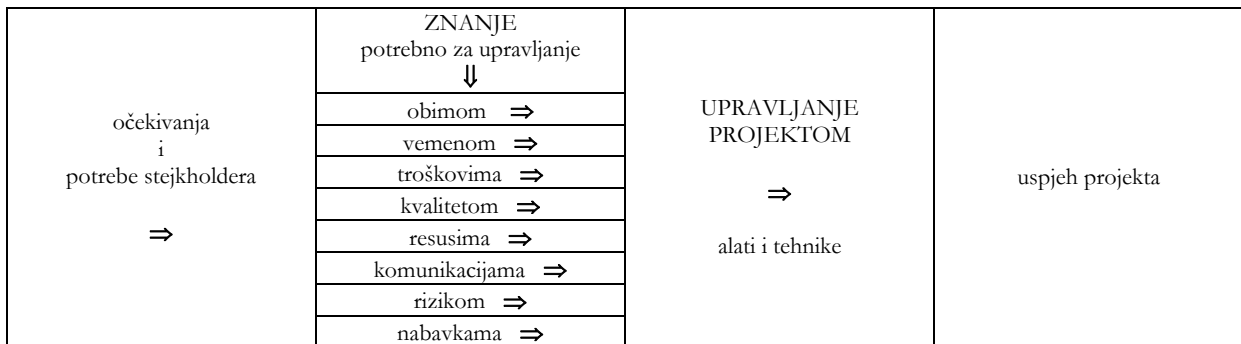 očekivanja
i
potrebe stejkholdera
⇒
ZNANJE
potrebno za upravljanje
⇓
obimom ⇒
vemenom ⇒
troškovima ⇒
kvalitetom ⇒
resusima ⇒
komunikacijama ⇒
rizikom ⇒
nabavkama ⇒
UPRAVLJANJE
PROJEKTOM
⇒
alati i tehnike
uspjeh projekta